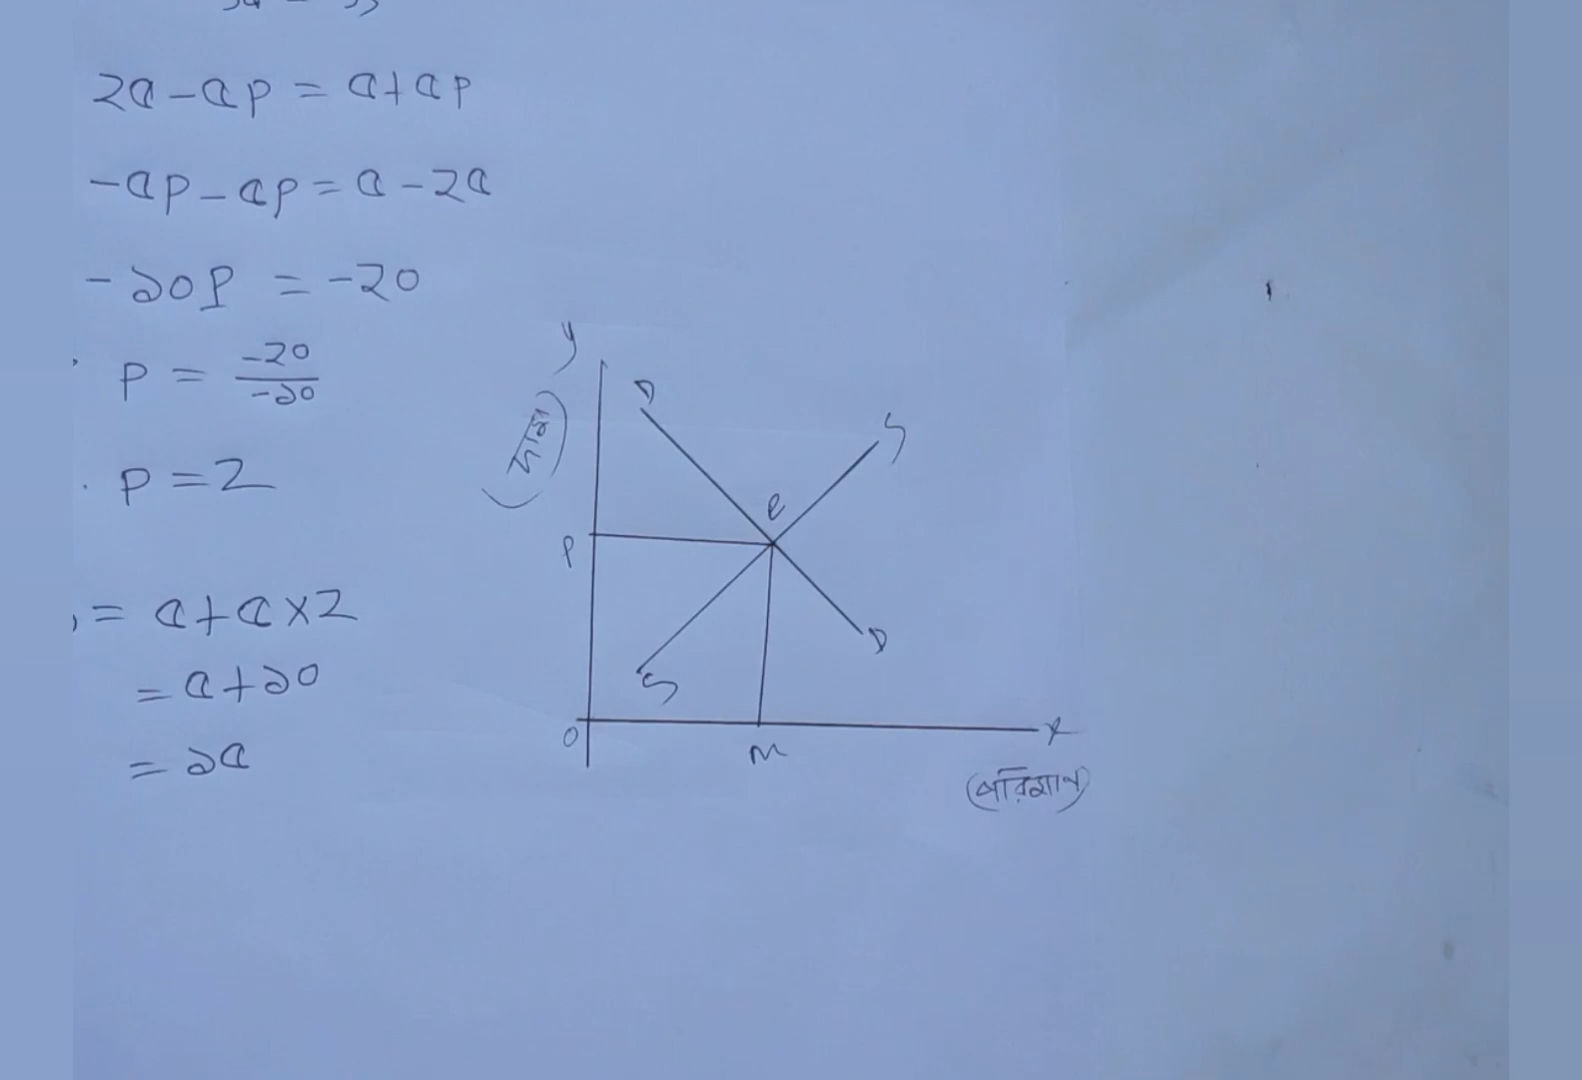 ২৫-৫p = ৫+৫p
-৫p-৫p = ৫-২৫
-১০p = -২০
p = -২০/-১০
p = ২
= ৫+৫×২
= ৫+১০
= ১৫
y
(দাম)
D
S
e
P
S
D
O
M
x
(পরিমাণ)